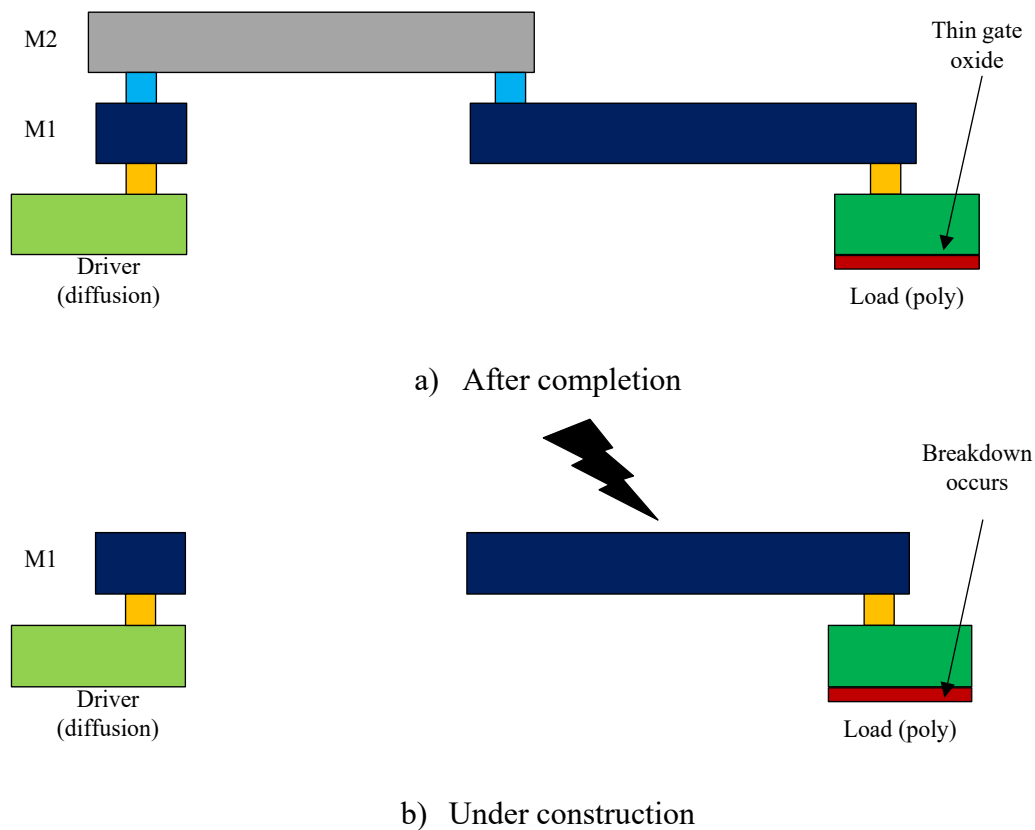 M2
Thin gate
oxide
M1
Driver
(diffusion)
Load (poly)
a) After completion
Breakdown
occurs
M1
Driver
(diffusion)
Load (poly)
b) Under construction